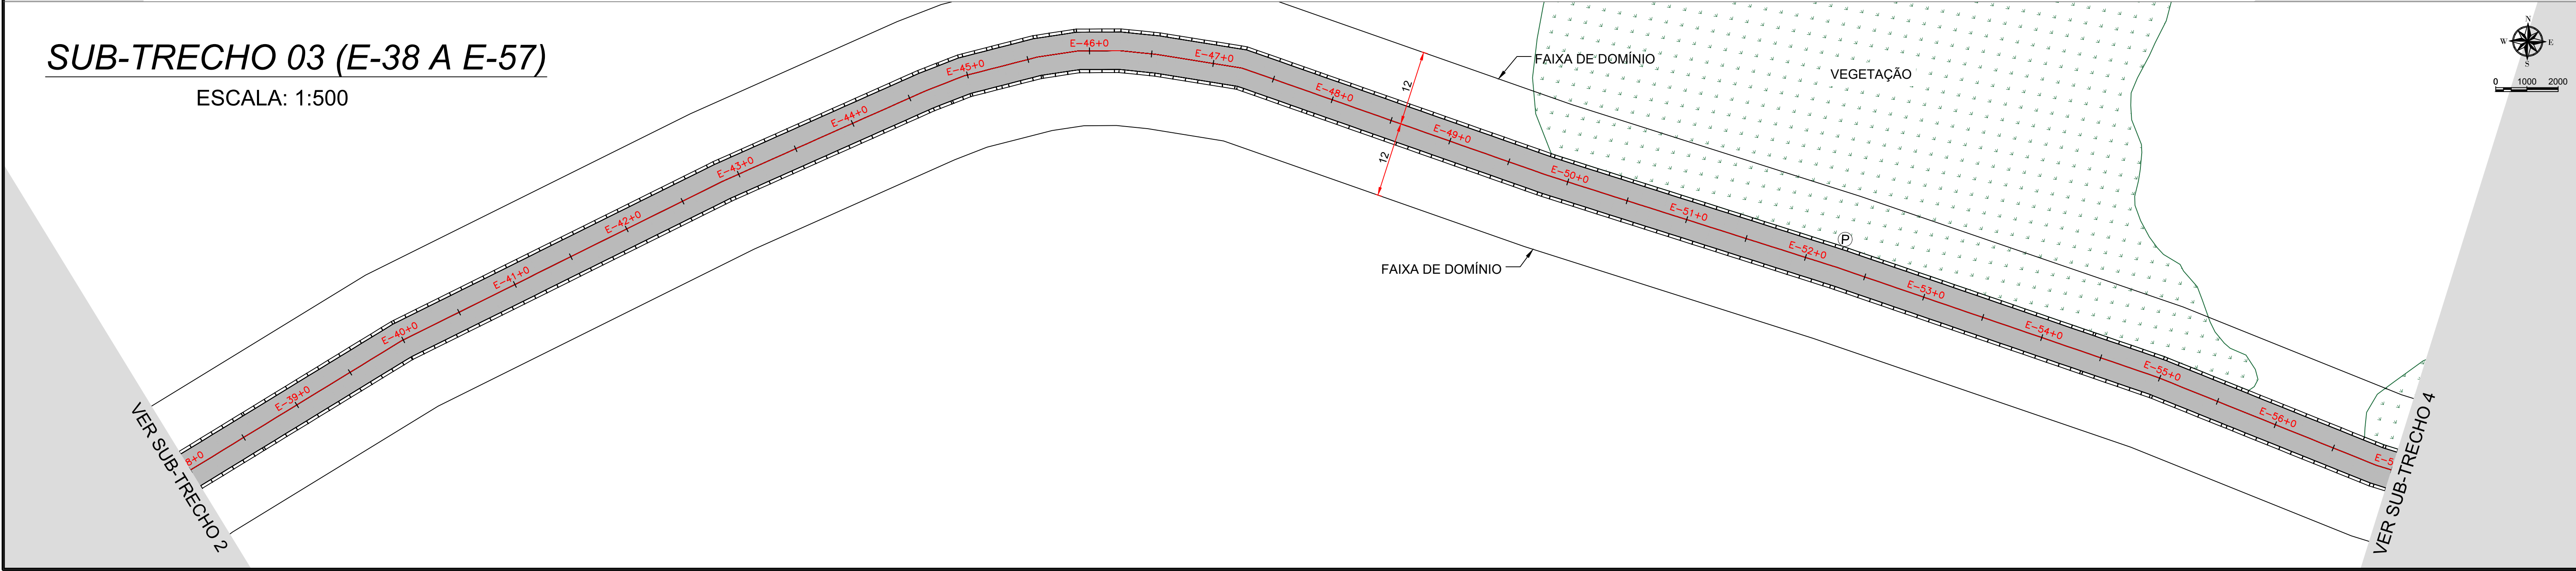 SUB-TRECHO 03 (E-38 A E-57)
ESCALA: 1:500
VER SUB-TRECHO 2
8+0
E-39+0
E-40+0
E-41+0
E-42+0
E-43+0
E-44+0
E-45+0
E-46+0
E-47+0
E-48+0
12
12
E-49+0
E-50+0
E-51+0
P
E-52+0
E-53+0
E-54+0
E-55+0
E-56+0
E-5
FAIXA DE DOMÍNIO
FAIXA DE DOMÍNIO
VEGETAÇÃO
N
W E
S
0 1000 2000
VER SUB-TRECHO 4